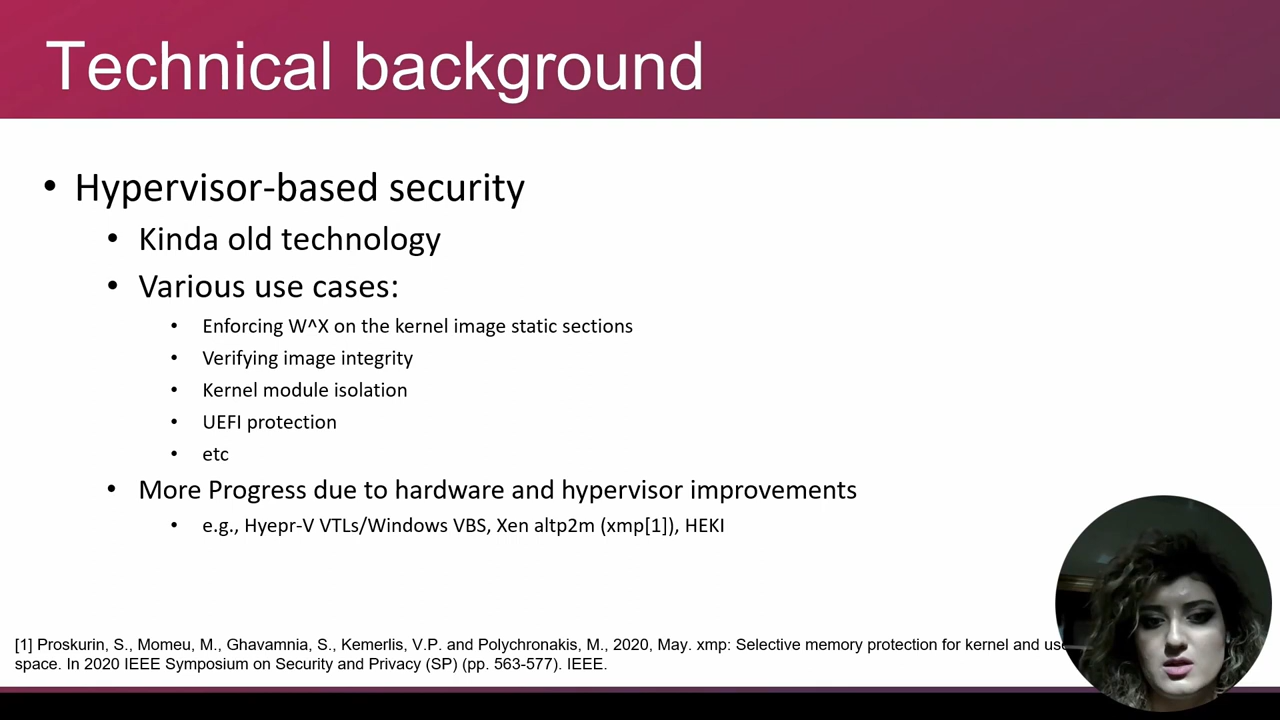 Technical background
• Hypervisor-based security
• Kinda old technology
• Various use cases:
• Enforcing W^X on the kernel image static sections
• Verifying image integrity
• Kernel module isolation
• UEFI protection
• etc
• More Progress due to hardware and hypervisor improvements
• e.g., Hyepr-V VTLs/Windows VBS, Xen altp2m (xmp[1]), HEKI
[1] Proskurin, S., Momeu, M., Ghavamnia, S., Kemerlis, V.P. and Polychronakis, M., 2020, May. xmp: Selective memory protection for kernel and
space. In 2020 IEEE Symposium on Security and Privacy (SP) (pp. 563-577). IEEE.